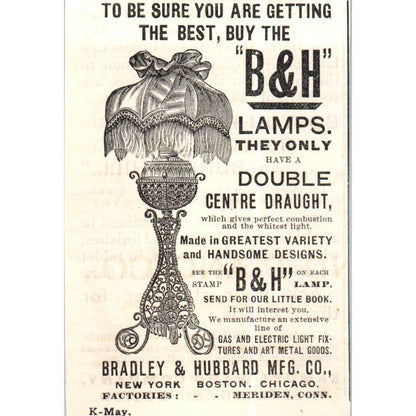 TO BE SURE YOU ARE GETTING
THE BEST, BUY THE
"B&H"
LAMPS.
THEY ONLY
HAVE A
DOUBLE
CENTRE DRAUGHT,
which gives perfect combustion
and the whitest light.
Made in GREATEST VARIETY
and HANDSOME DESIGNS.
SEE THE "B&H" ON EACH
STAMP LAMP.
SEND FOR OUR LITTLE BOOK.
It will interest you.
We manufacture an extensive
line of
GAS AND ELECTRIC LIGHT FIX-
TURES AND ART METAL GOODS.
BRADLEY & HUBBARD MFG. CO.,
NEW YORK BOSTON. CHICAGO.
FACTORIES: - - MERIDEN, CONN.
K-May.